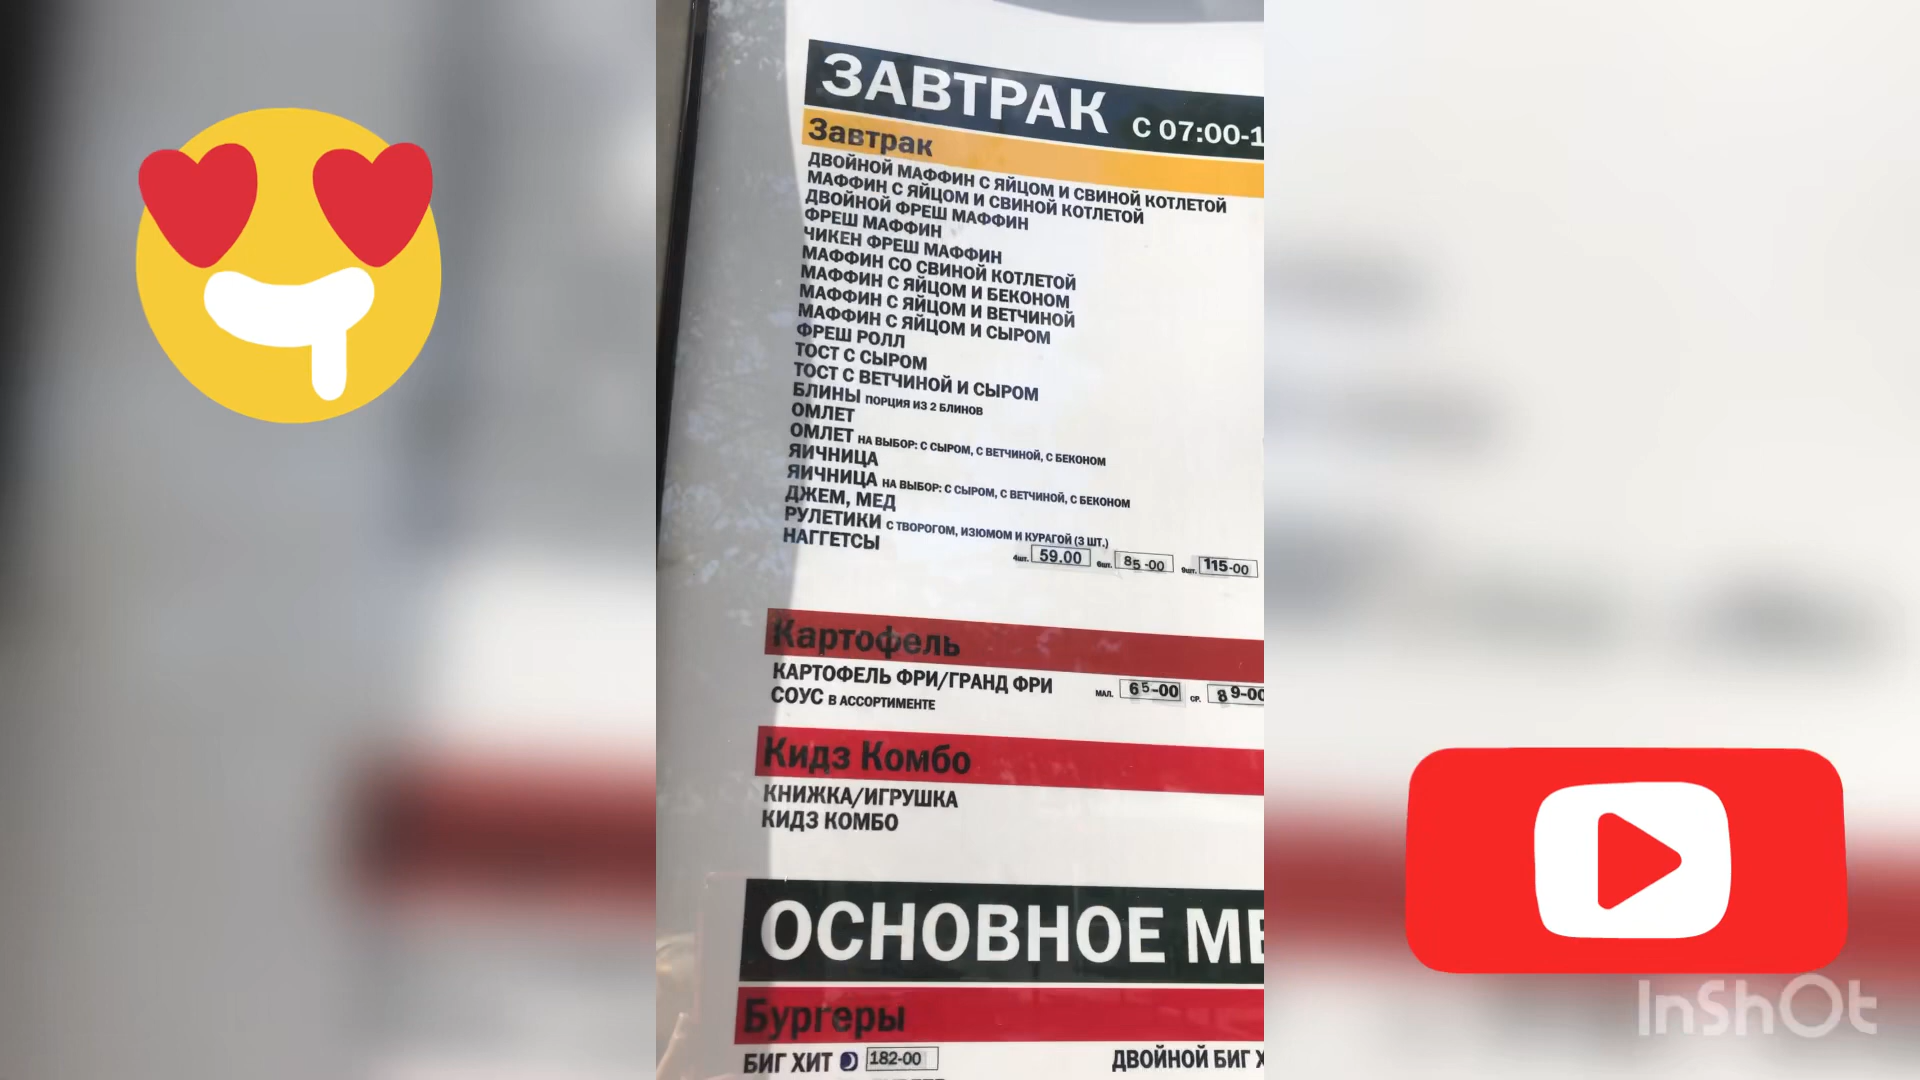 ЗАВТРАК С 07:00-1
Завтрак
ДВОЙНОЙ МАФФИН С ЯЙЦОМ И СВИНОЙ КОТЛЕТОЙ
МАФФИН С ЯЙЦОМ И СВИНОЙ КОТЛЕТОЙ
ДВОЙНОЙ ФРЕШ МАФФИН
ФРЕШ МАФФИН
ЧИКЕН ФРЕШ МАФФИН
МАФФИН СО СВИНОЙ КОТЛЕТОЙ
МАФФИН С ЯЙЦОМ И БЕКОНОМ
МАФФИН С ЯЙЦОМ И ВЕТЧИНОЙ
МАФФИН С ЯЙЦОМ И СЫРОМ
ФРЕШ РОЛЛ
ТОСТ С СЫРОМ
ТОСТ С ВЕТЧИНОЙ И СЫРОМ
БЛИНЫ ПОРЦИЯ ИЗ 2 БЛИНОВ
ОМЛЕТ
ОМЛЕТ НА ВЫБОР: С СЫРОМ, С ВЕТЧИНОЙ, С БЕКОНОМ
ЯИЧНИЦА
ЯИЧНИЦА НА ВЫБОР: С СЫРОМ, С ВЕТЧИНОЙ, С БЕКОНОМ
ДЖЕМ, МЕД
РУЛЕТИКИ С ТВОРОГОМ, ИЗЮМОМ И КУРАГОЙ (3 ШТ.)
НАГГЕТСЫ 4шт. 59.00 6шт. 85-00 9шт. 115-00
Картофель
КАРТОФЕЛЬ ФРИ/ГРАНД ФРИ МАЛ. 65-00 СР. 89-00
СОУС В АССОРТИМЕНТЕ
Кидз Комбо
КНИЖКА/ИГРУШКА
КИДЗ КОМБО
ОСНОВНОЕ МЕ
Бургеры
БИГ ХИТ 182-00 ДВОЙНОЙ БИГ Х
InShOt